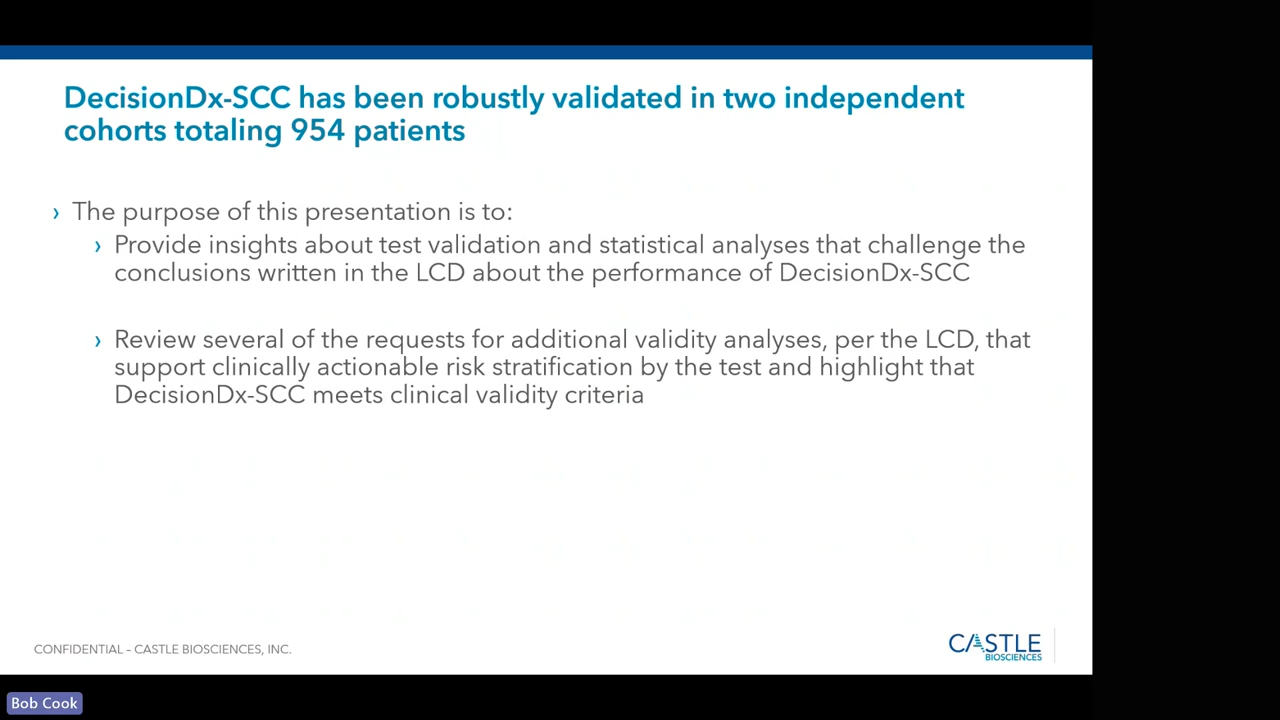 DecisionDx-SCC has been robustly validated in two independent
cohorts totaling 954 patients
› The purpose of this presentation is to:
› Provide insights about test validation and statistical analyses that challenge the
conclusions written in the LCD about the performance of DecisionDx-SCC
› Review several of the requests for additional validity analyses, per the LCD, that
support clinically actionable risk stratification by the test and highlight that
DecisionDx-SCC meets clinical validity criteria
CONFIDENTIAL – CASTLE BIOSCIENCES, INC.
CASTLE
BIOSCIENCES
Bob Cook